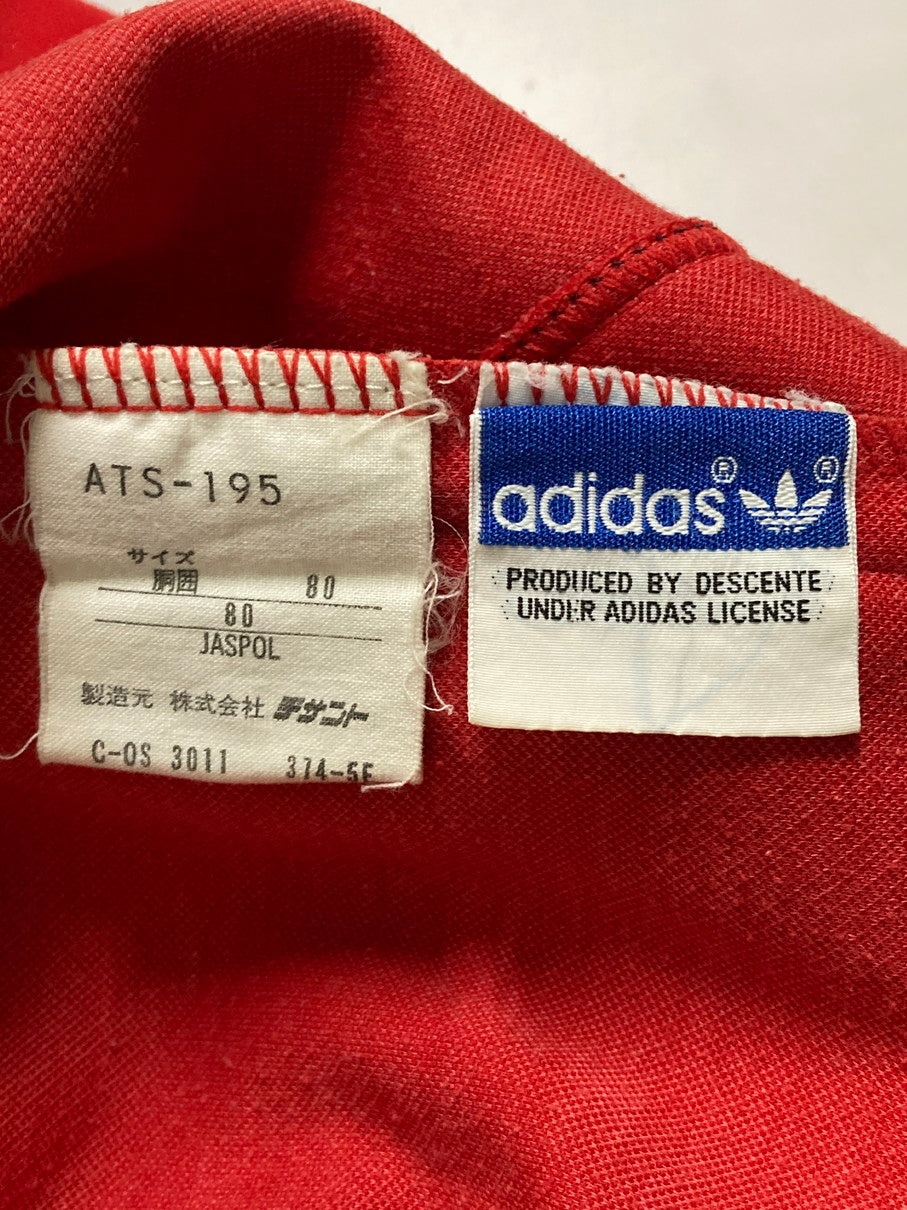 ATS-195
サイズ
胴囲 80
80
JASPOL
製造元 株式会社 デサント
C-OS 3011 374-5F
adidas® ®
PRODUCED BY DESCENTE
UNDER ADIDAS LICENSE